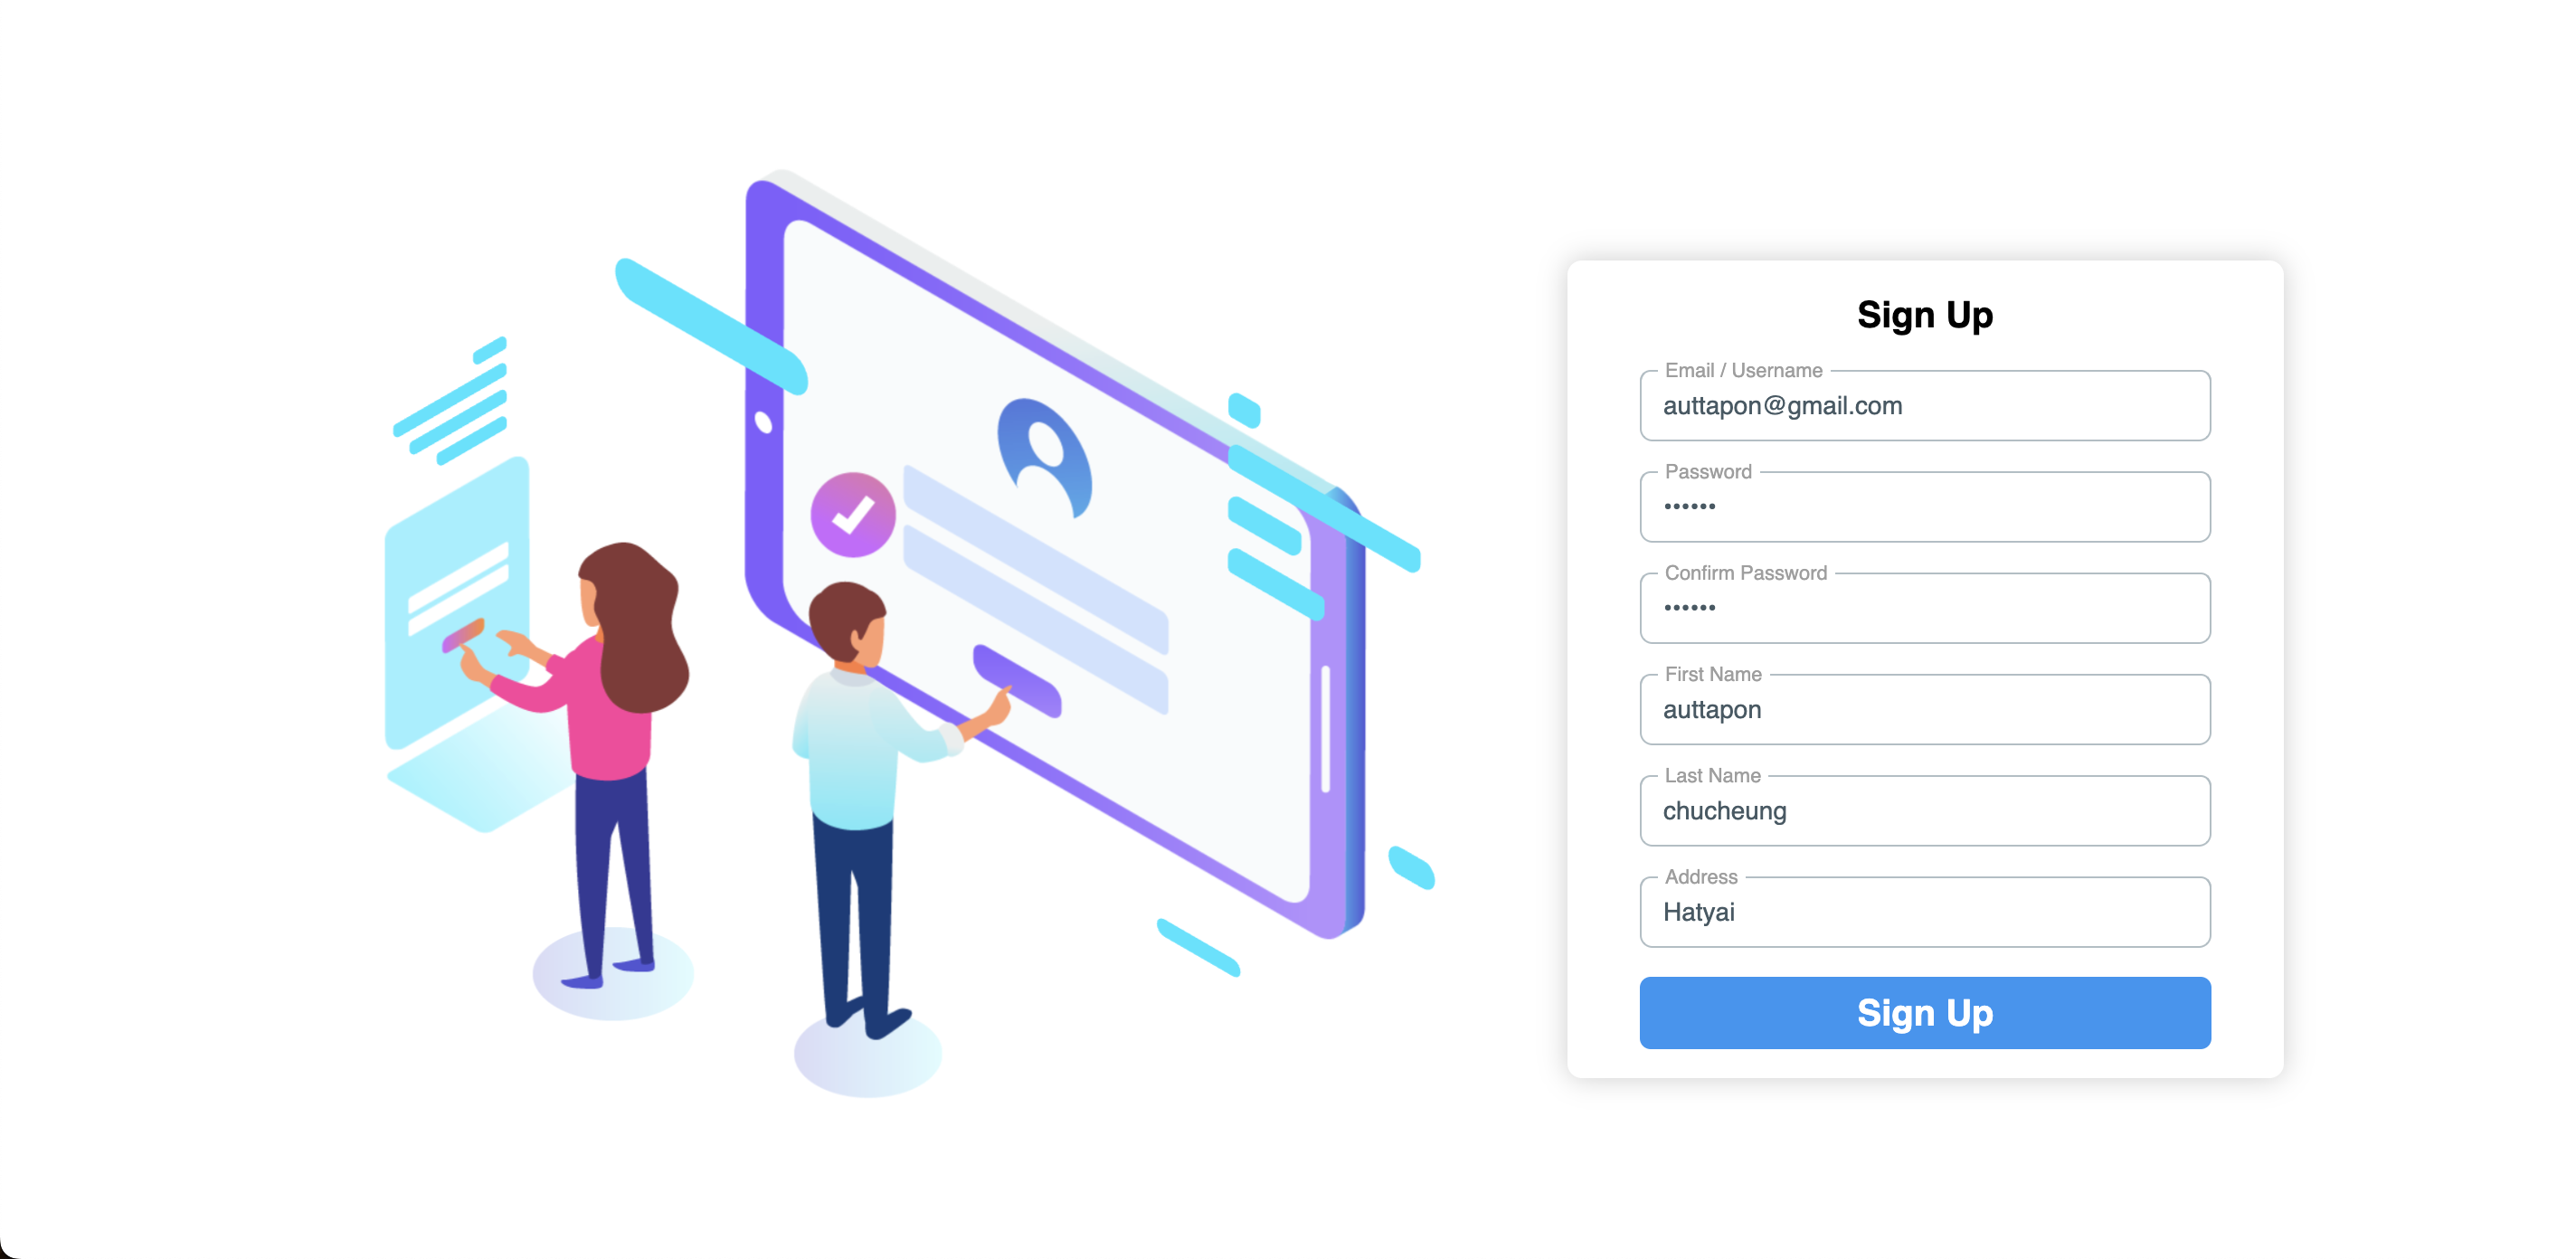 Sign Up
Email / Username
auttapon@gmail.com
Password
••••••
Confirm Password
••••••
First Name
auttapon
Last Name
chucheung
Address
Hatyai
Sign Up